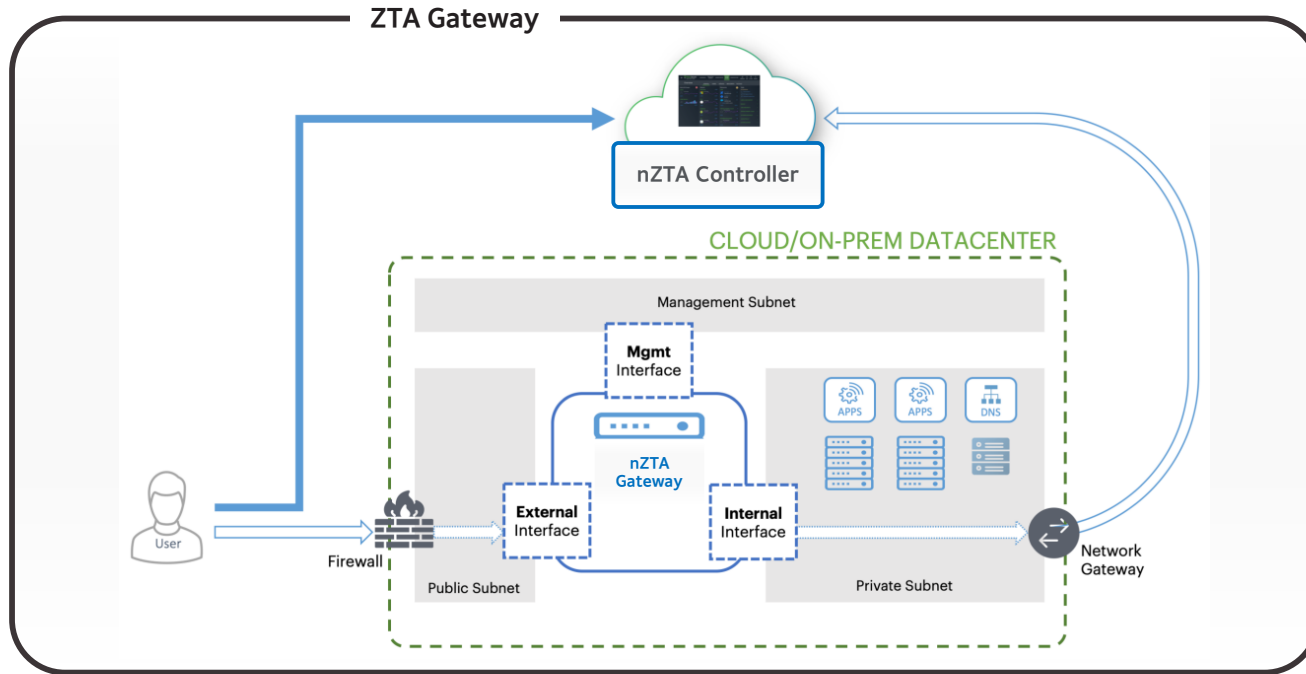 ZTA Gateway
nZTA Controller
CLOUD/ON-PREM DATACENTER
Management Subnet
Mgmt
Interface
APPS
APPS
DNS
nZTA
Gateway
External
Interface
Internal
Interface
User
Firewall
Public Subnet
Private Subnet
Network
Gateway